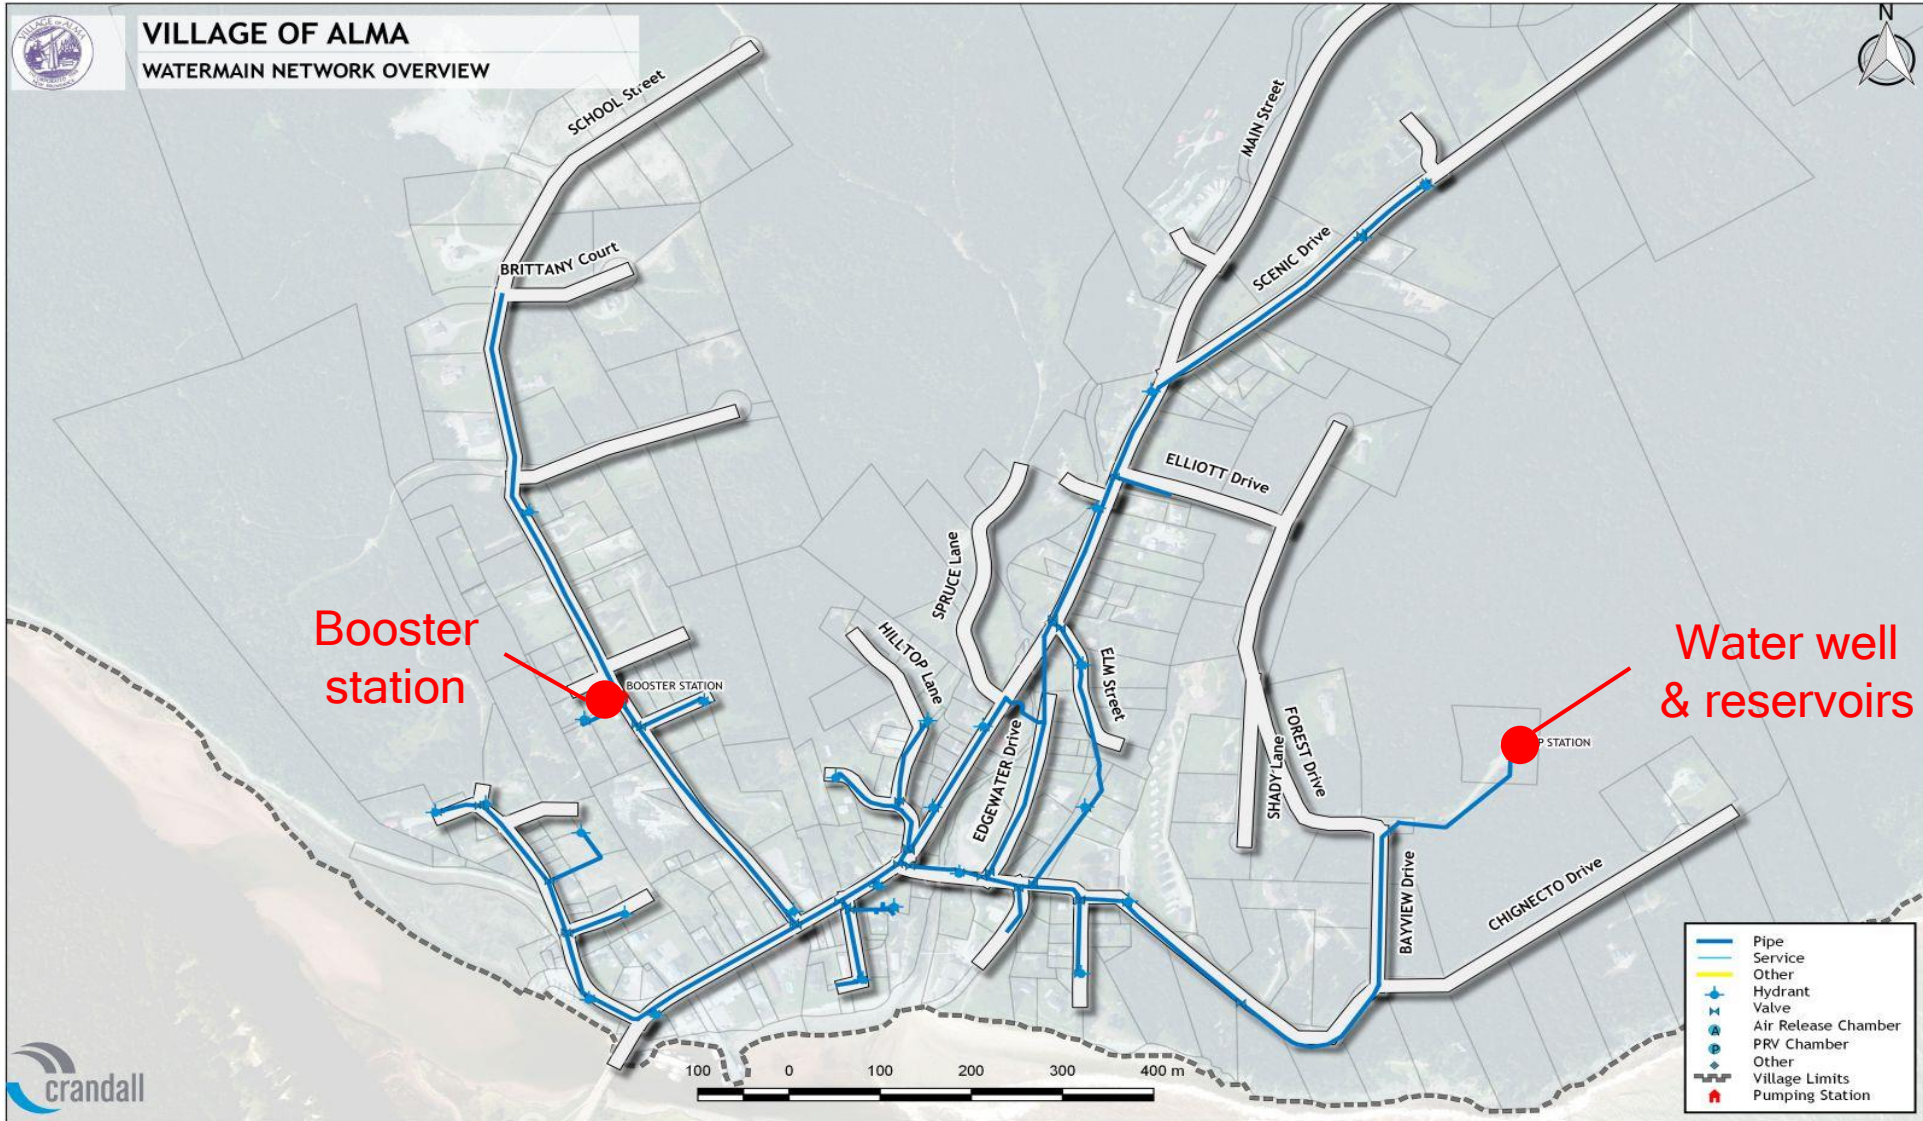 VILLAGE OF ALMA
WATERMAIN NETWORK OVERVIEW
N
SCHOOL Street
MAIN Street
BRITTANY Court
SCENIC Drive
ELLIOTT Drive
SPRUCE Lane
HILLTOP Lane
ELM Street
Booster
station
BOOSTER STATION
Water well
& reservoirs
P STATION
EDGEWATER Drive
SHADY Lane
FOREST Drive
BAYVIEW Drive
CHIGNECTO Drive
100 0 100 200 300 400 m
Pipe
Service
Other
Hydrant
Valve
A Air Release Chamber
P PRV Chamber
Other
Village Limits
Pumping Station
crandall